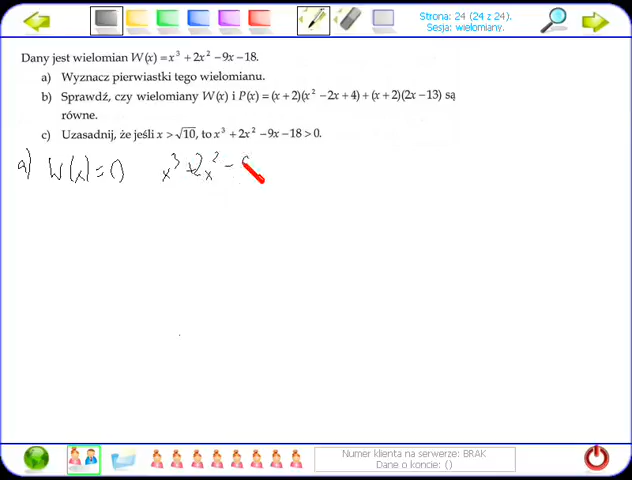 Strona: 24 (24 z 24).
Sesja: wielomiany.
Dany jest wielomian W(x) = x³ + 2x² − 9x − 18.
a) Wyznacz pierwiastki tego wielomianu.
b) Sprawdź, czy wielomiany W(x) i P(x) = (x + 2)(x² − 2x + 4) + (x + 2)(2x − 13) są
równe.
c) Uzasadnij, że jeśli x > √10, to x³ + 2x² − 9x − 18 > 0.
a) W(x) = 0 x³ + 2x² −
Numer klienta na serwerze: BRAK
Dane o koncie: ()